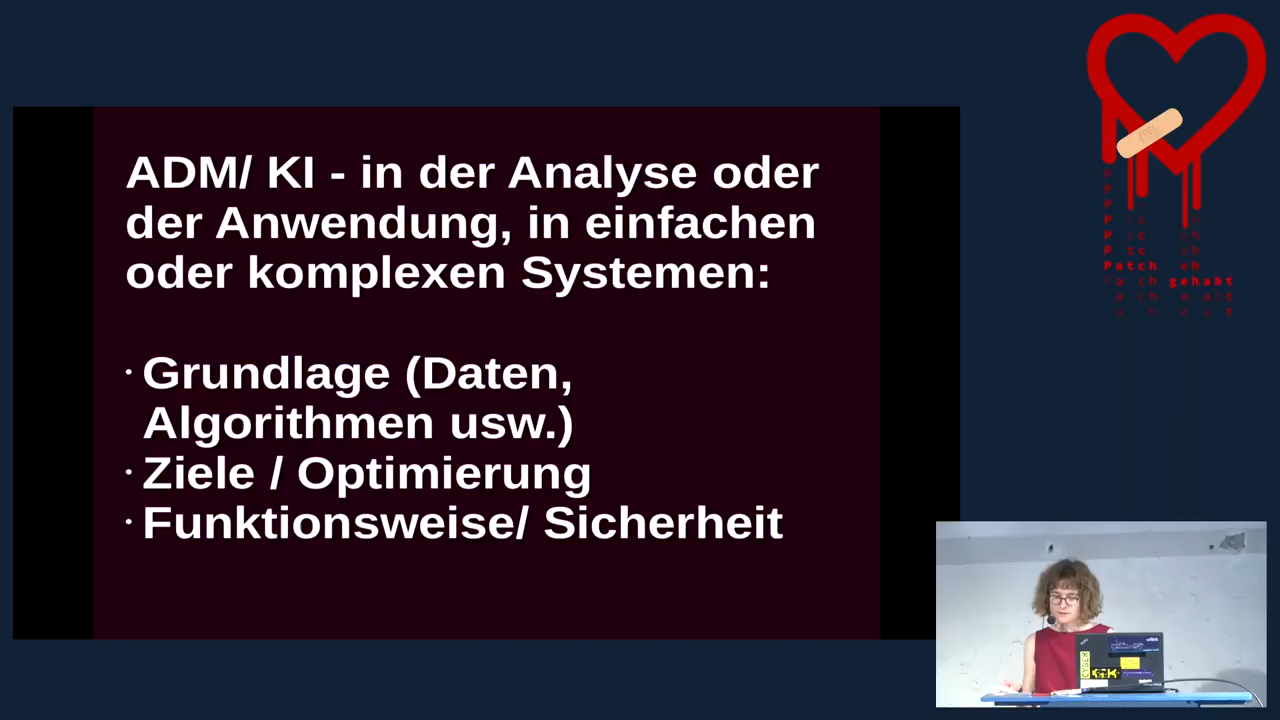 ADM/ KI - in der Analyse oder
der Anwendung, in einfachen
oder komplexen Systemen:
· Grundlage (Daten,
Algorithmen usw.)
· Ziele / Optimierung
· Funktionsweise/ Sicherheit
Patch
gehabt
CYBER